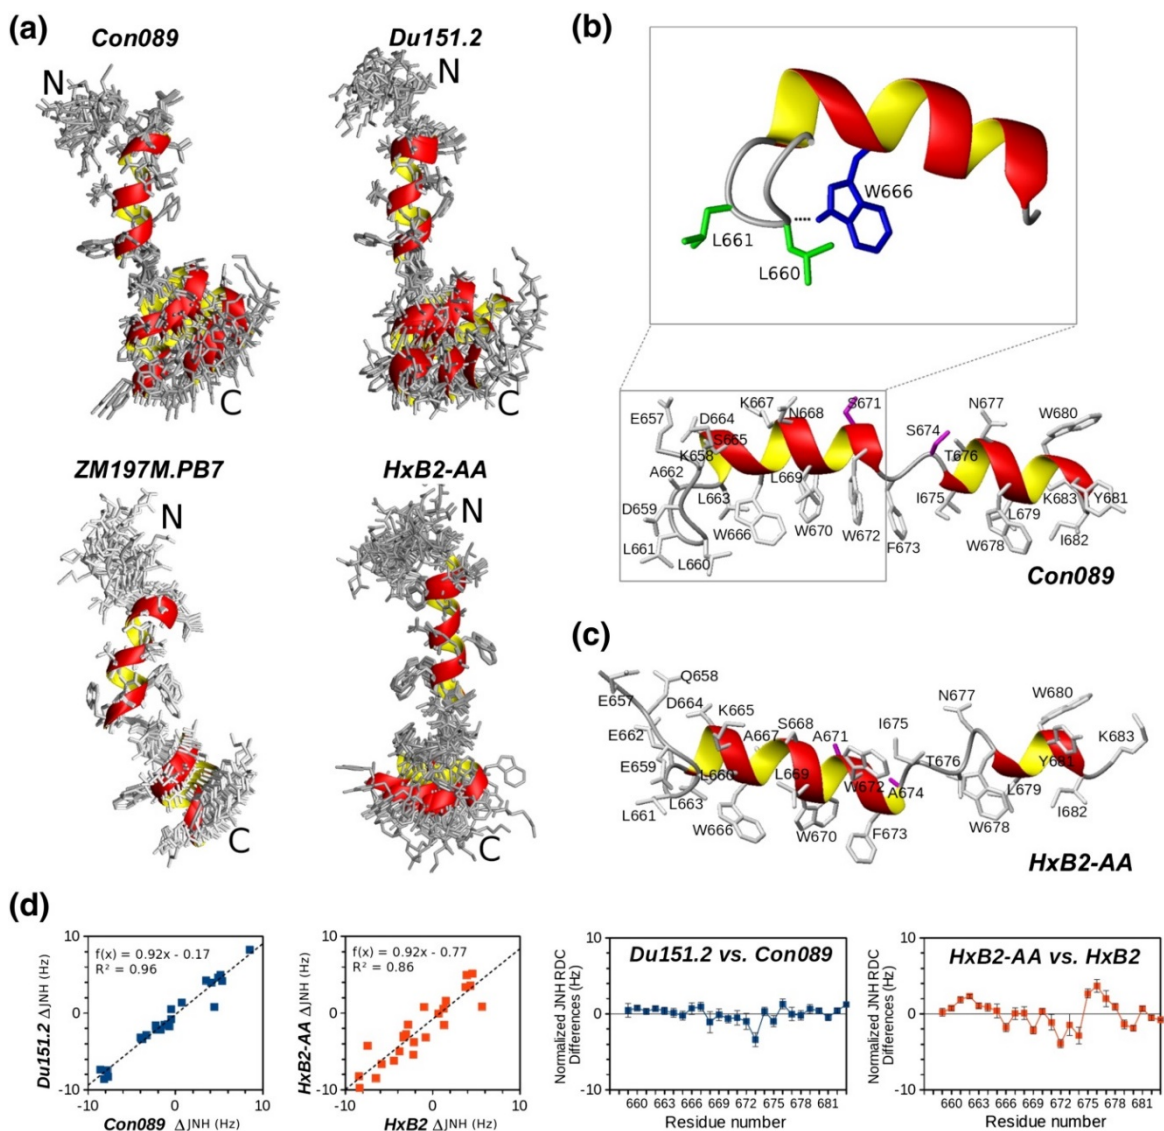 (a)
Con089
Du151.2
N
N
C
C
ZM197M.PB7
HxB2-AA
N
N
C
C
(b)
W666
L661
L660
E657
D664
K667
N668
S671
N677
W680
S665
S674
K658
T676
A662
L663
L669
I675
L679
K683
Y681
D659
W666
W670
W672
F673
W678
I682
L661
L660
Con089
(c)
E657
Q658
D664
K665
N677
W680
E662
A667
S668
A671
I675
K683
E659
L660
L669
W672
T676
Y681
L663
A674
L679
L661
W666
W670
F673
W678
I682
HxB2-AA
(d)
10
0
-10
-10
0
10
f(x) = 0.92x - 0.17
R² = 0.96
Du151.2 ΔJNH (Hz)
Con089 ΔJNH (Hz)
10
0
-10
-10
0
10
f(x) = 0.92x - 0.77
R² = 0.86
HxB2-AA ΔJNH (Hz)
HxB2 ΔJNH (Hz)
Du151.2 vs. Con089
Normalized JNH RDC
Differences (Hz)
10
0
-10
660 663 666 669 672 675 678 681
Residue number
HxB2-AA vs. HxB2
Normalized JNH RDC
Differences (Hz)
10
0
-10
660 663 666 669 672 675 678 681
Residue number